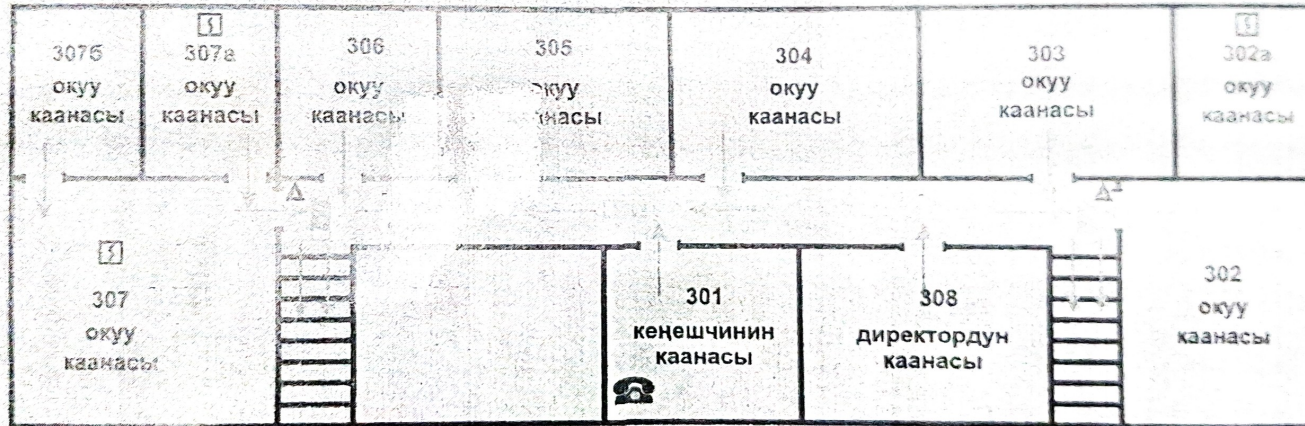 307б
окуу
каанасы
307а
окуу
каанасы
306
окуу
каанасы
305
304
окуу
каанасы
303
окуу
каанасы
302а
окуу
каанасы
307
окуу
каанасы
301
кеңешчинин
каанасы
308
директордун
каанасы
302
окуу
каанасы